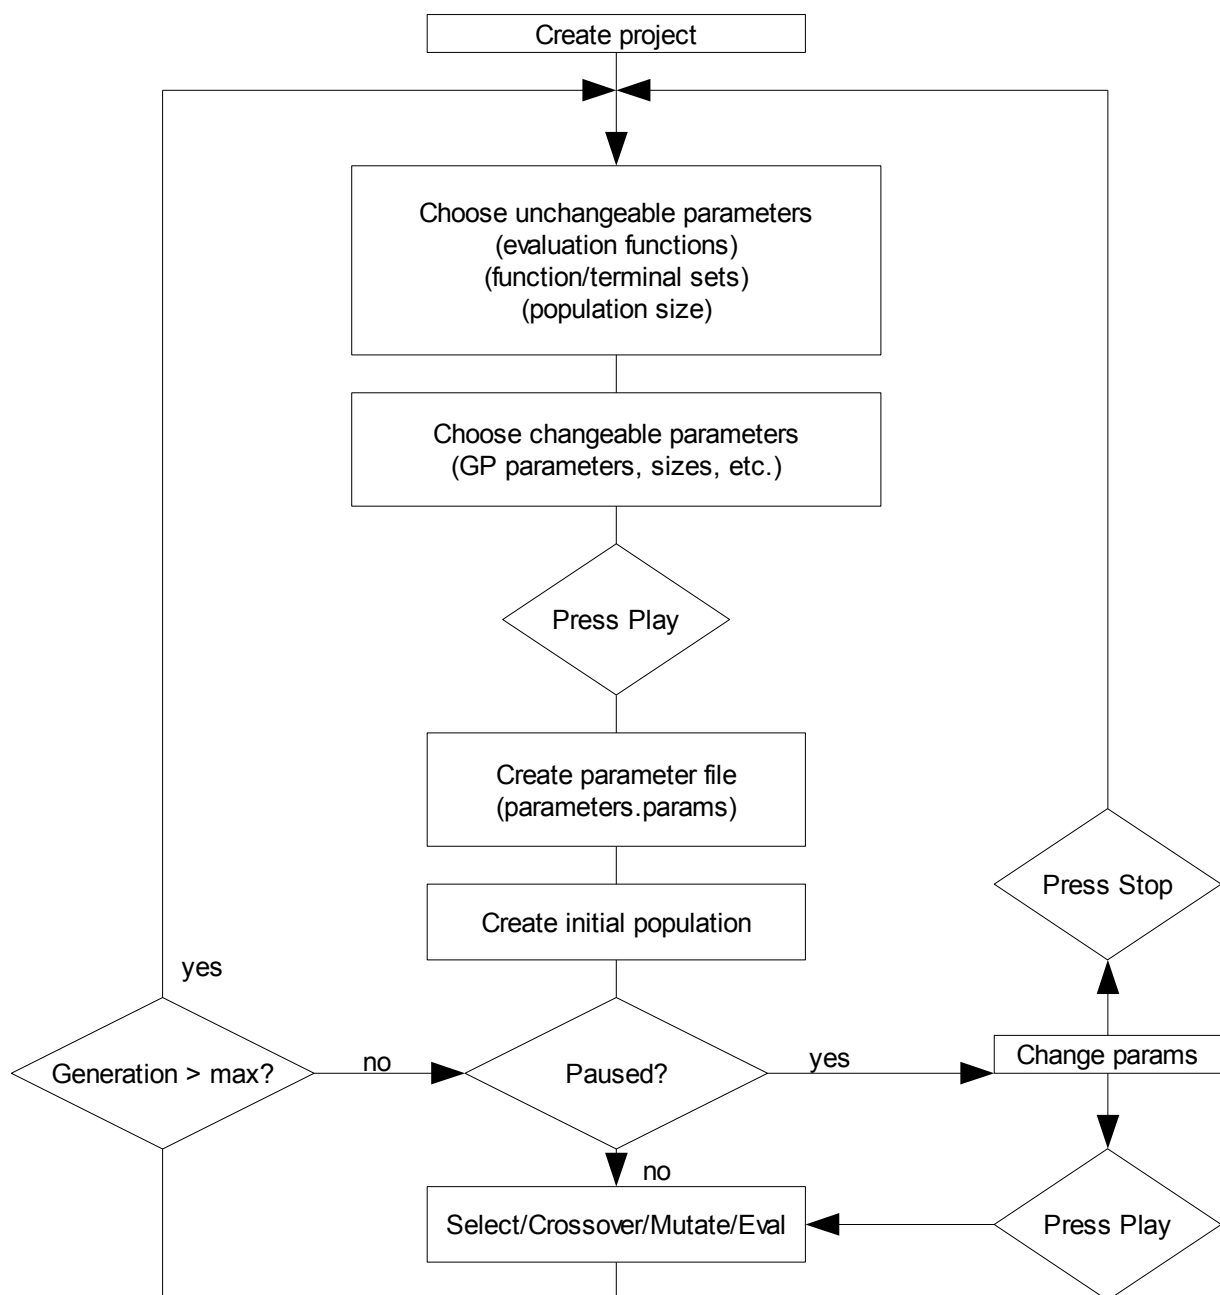 Create project
Choose unchangeable parameters
(evaluation functions)
(function/terminal sets)
(population size)
Choose changeable parameters
(GP parameters, sizes, etc.)
Press Play
Create parameter file
(parameters.params)
Press Stop
Create initial population
yes
Generation > max?
no
Paused?
yes
Change params
no
Select/Crossover/Mutate/Eval
Press Play